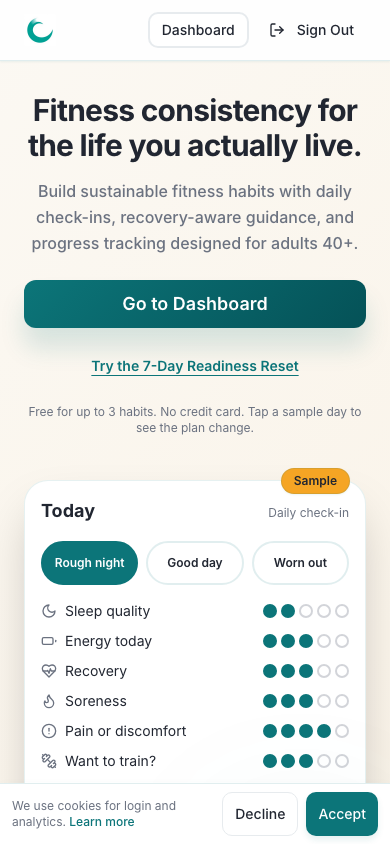 Dashboard
Sign Out
Fitness consistency for
the life you actually live.
Build sustainable fitness habits with daily
check-ins, recovery-aware guidance, and
progress tracking designed for adults 40+.
Go to Dashboard
Try the 7-Day Readiness Reset
Free for up to 3 habits. No credit card. Tap a sample day to
see the plan change.
Sample
Today
Daily check-in
Rough night
Good day
Worn out
Sleep quality
Energy today
Recovery
Soreness
Pain or discomfort
Want to train?
We use cookies for login and
analytics. Learn more
Decline
Accept